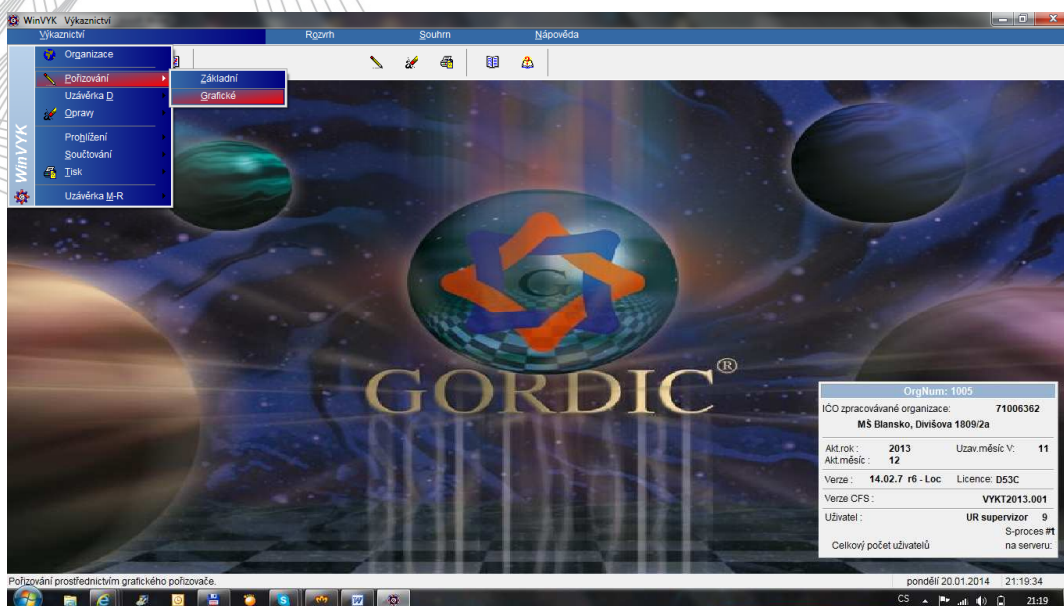 WinVYK Výkaznictví
Výkaznictví Rozvrh Souhrn Nápověda
Organizace
Pořizování
Základní
Uzávěrka D
Grafické
Opravy
Prohlížení
Součtování
Tisk
Uzávěrka M-R
WinVYK
G
GORDIC®
OrgNum: 1005
IČO zpracovávané organizace: 71006362
MŠ Blansko, Divišova 1809/2a
Akt.rok : 2013 Uzav.měsíc V: 11
Akt.měsíc : 12
Verze : 14.02.7 r6 - Loc Licence: D53C
Verze CFS : VYKT2013.001
Uživatel : UR supervizor 9
S-proces #1
Celkový počet uživatelů na serveru:
Pořizování prostřednictvím grafického pořizovače. pondělí 20.01.2014 21:19:34
CS 21:19